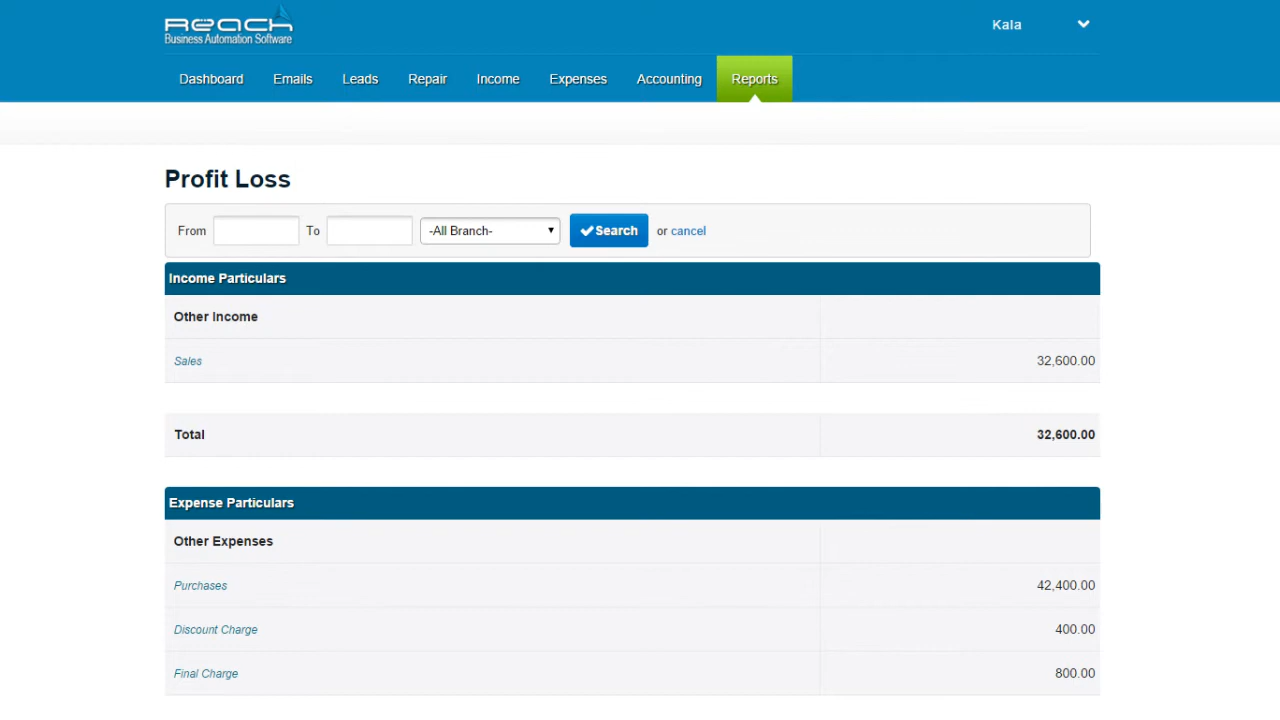 Reach
Business Automation Software
Kala
Dashboard Emails Leads Repair Income Expenses Accounting Reports
Profit Loss
From To -All Branch- Search or cancel
Income Particulars
Other Income
Sales 32,600.00
Total 32,600.00
Expense Particulars
Other Expenses
Purchases 42,400.00
Discount Charge 400.00
Final Charge 800.00